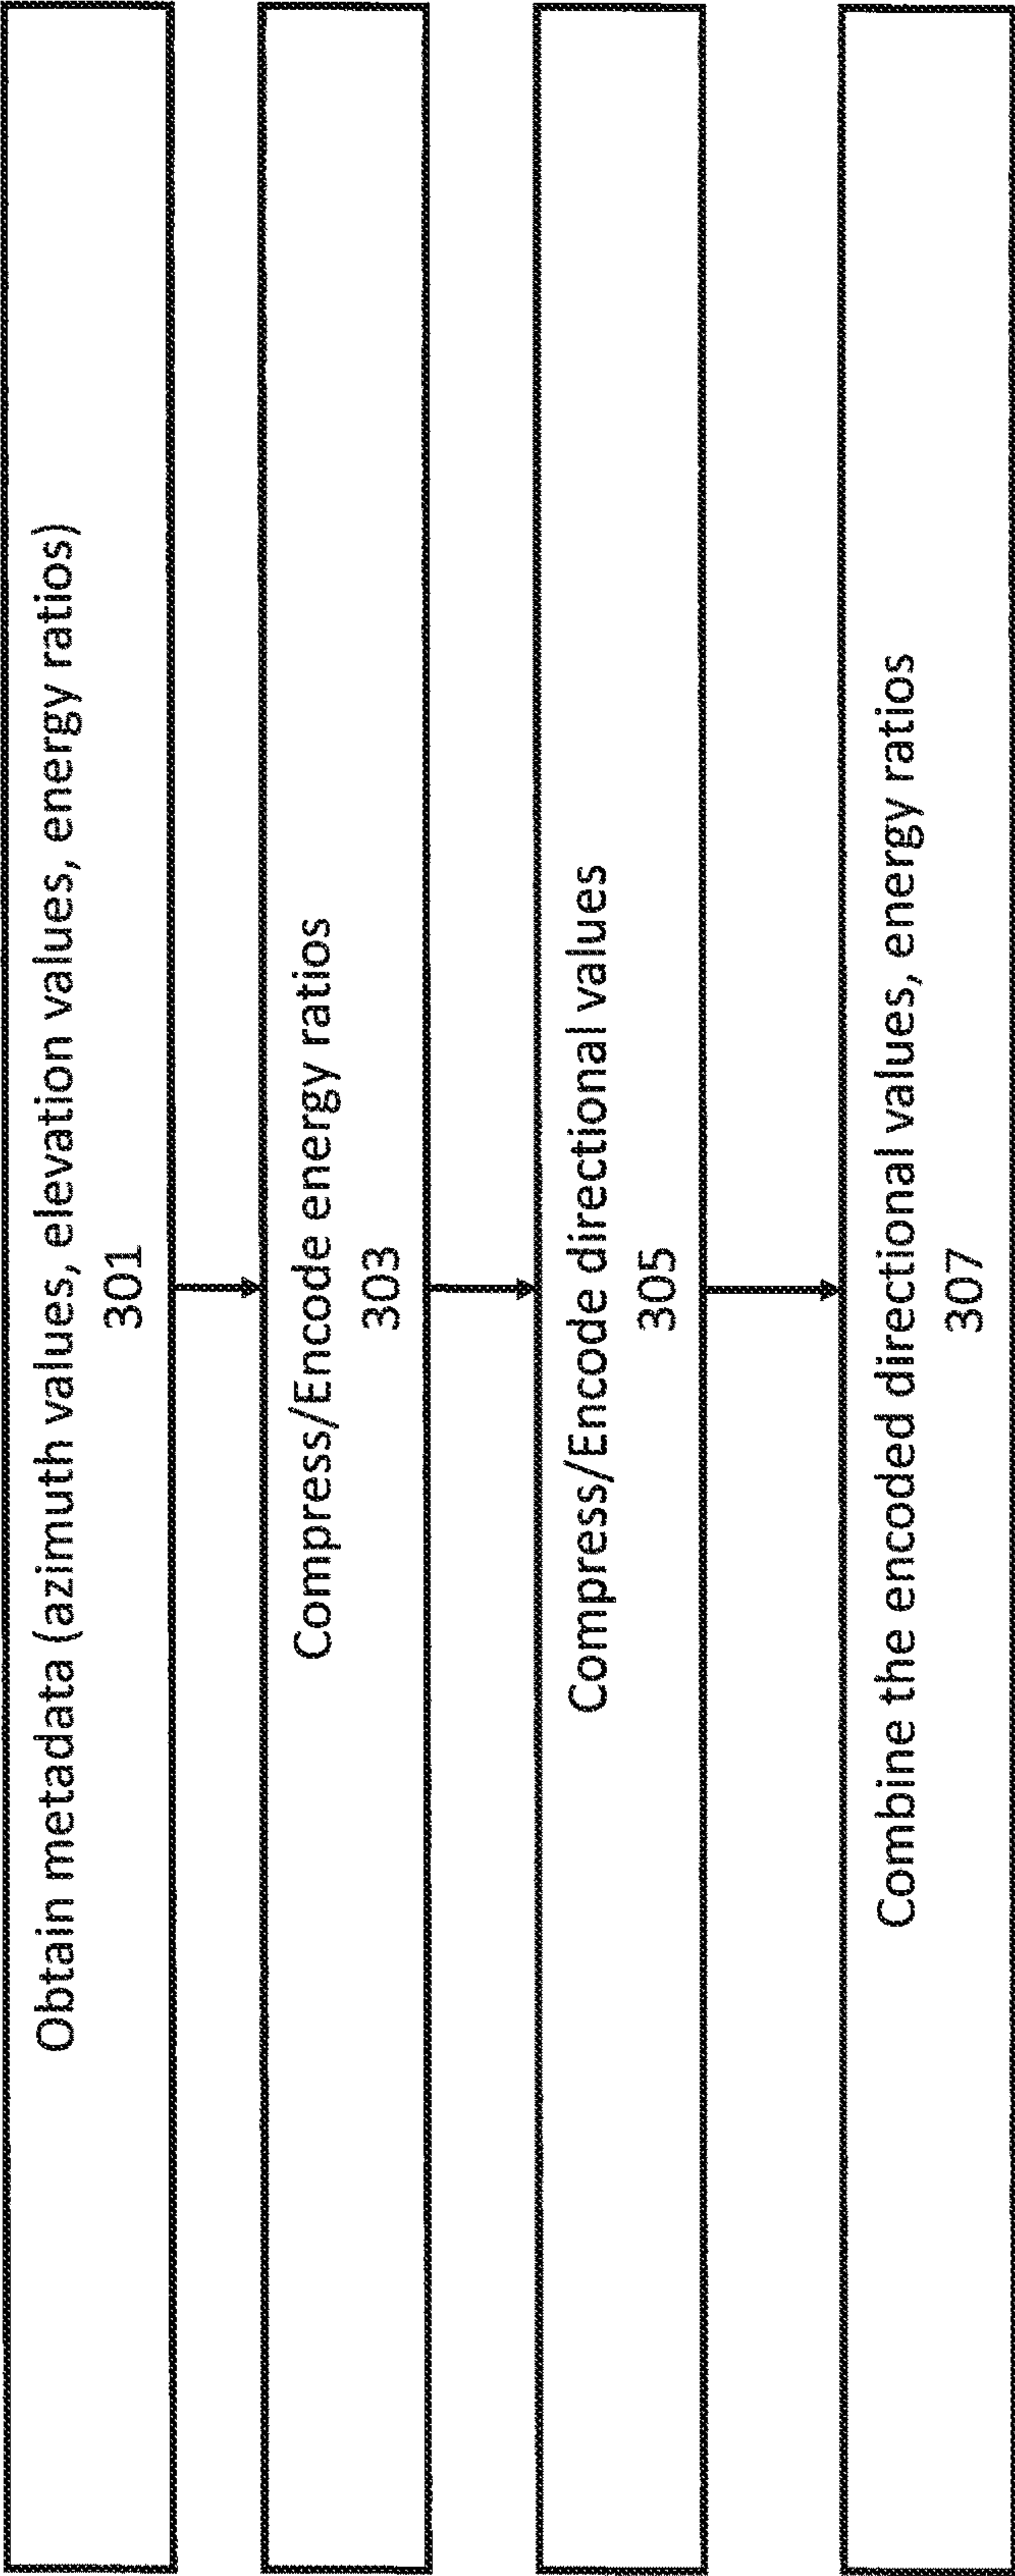 Obtain metadata (azimuth values, elevation values, energy ratios)
301
Compress/Encode energy ratios
303
Compress/Encode directional values
305
Combine the encoded directional values, energy ratios
307